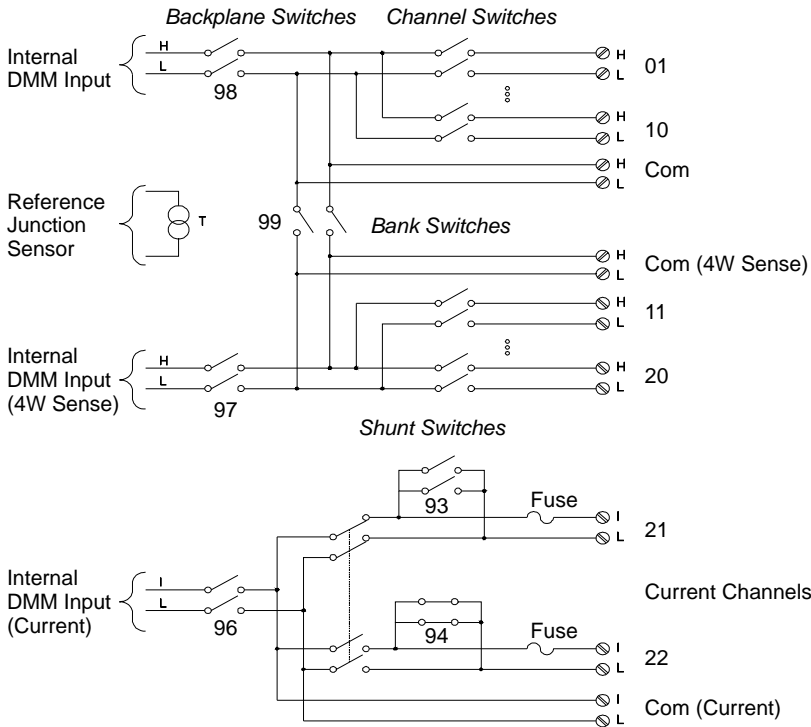 Backplane Switches
Channel Switches
Internal
DMM Input
H
L
98
H
L
01
H
L
10
H
L
Com
Reference
Junction
Sensor
T
99
Bank Switches
H
L
Com (4W Sense)
H
L
11
Internal
DMM Input
(4W Sense)
H
L
97
H
L
20
Shunt Switches
93
Fuse
I
L
21
Internal
DMM Input
(Current)
I
L
96
Current Channels
94
Fuse
I
L
22
I
L
Com (Current)